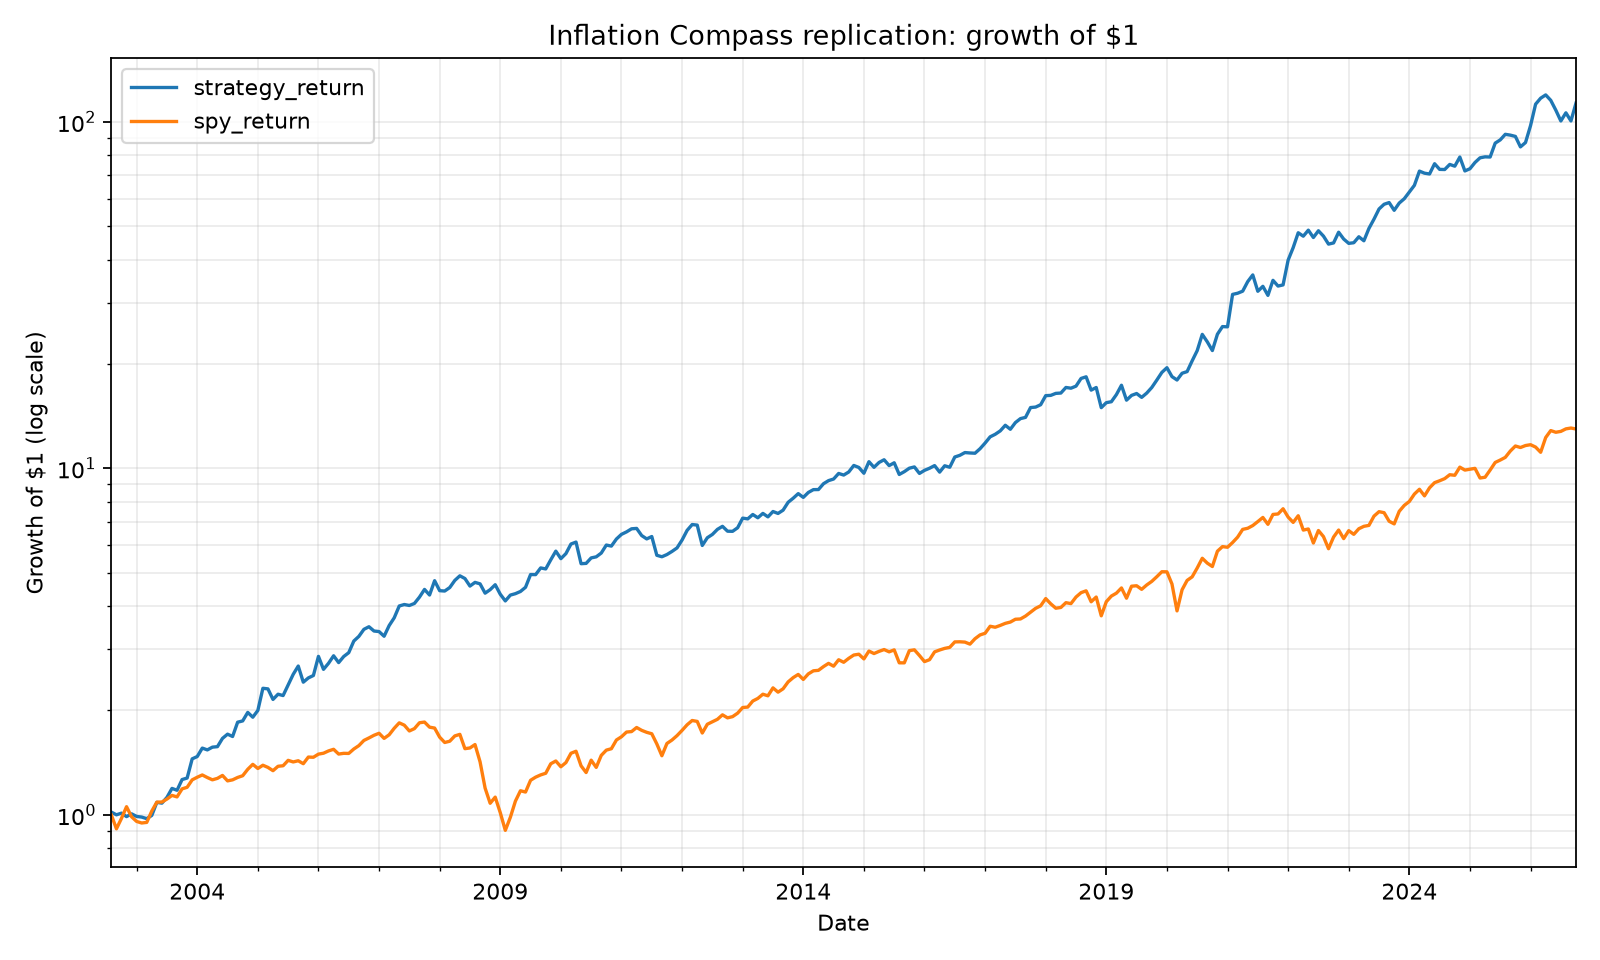 Inflation Compass replication: growth of $1
strategy_return
spy_return
10²
10¹
10⁰
Growth of $1 (log scale)
2004
2009
2014
2019
2024
Date